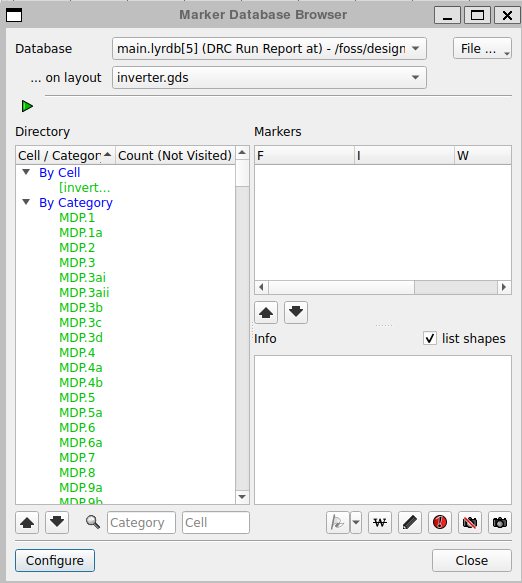 Marker Database Browser
Database
main.lyrdb[5] (DRC Run Report at) - /foss/design
File ...
... on layout
inverter.gds
Directory
Markers
Cell / Category
Count (Not Visited)
F
I
W
By Cell
[invert...
By Category
MDP.1
MDP.1a
MDP.2
MDP.3
MDP.3ai
MDP.3aii
MDP.3b
MDP.3c
MDP.3d
MDP.4
MDP.4a
MDP.4b
MDP.5
MDP.5a
MDP.6
MDP.6a
MDP.7
MDP.8
MDP.9a
MDP.9b
Info
list shapes
Category
Cell
W
Configure
Close